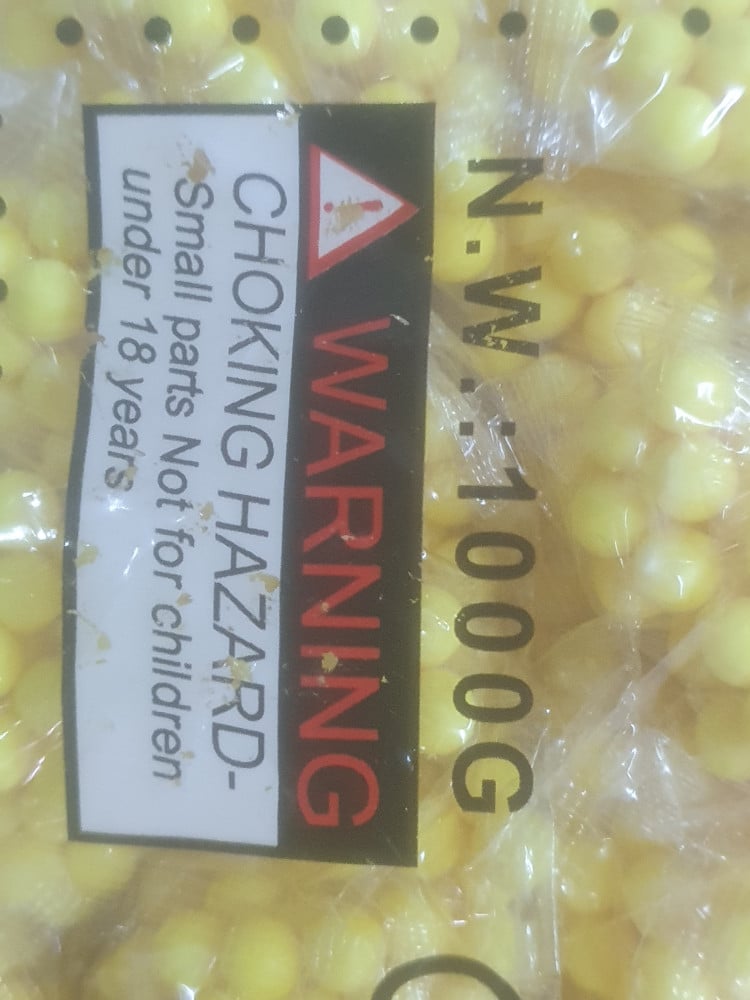 N.W.:1000G
WARNING
CHOKING HAZARD-
Small parts Not for children
under 18 years